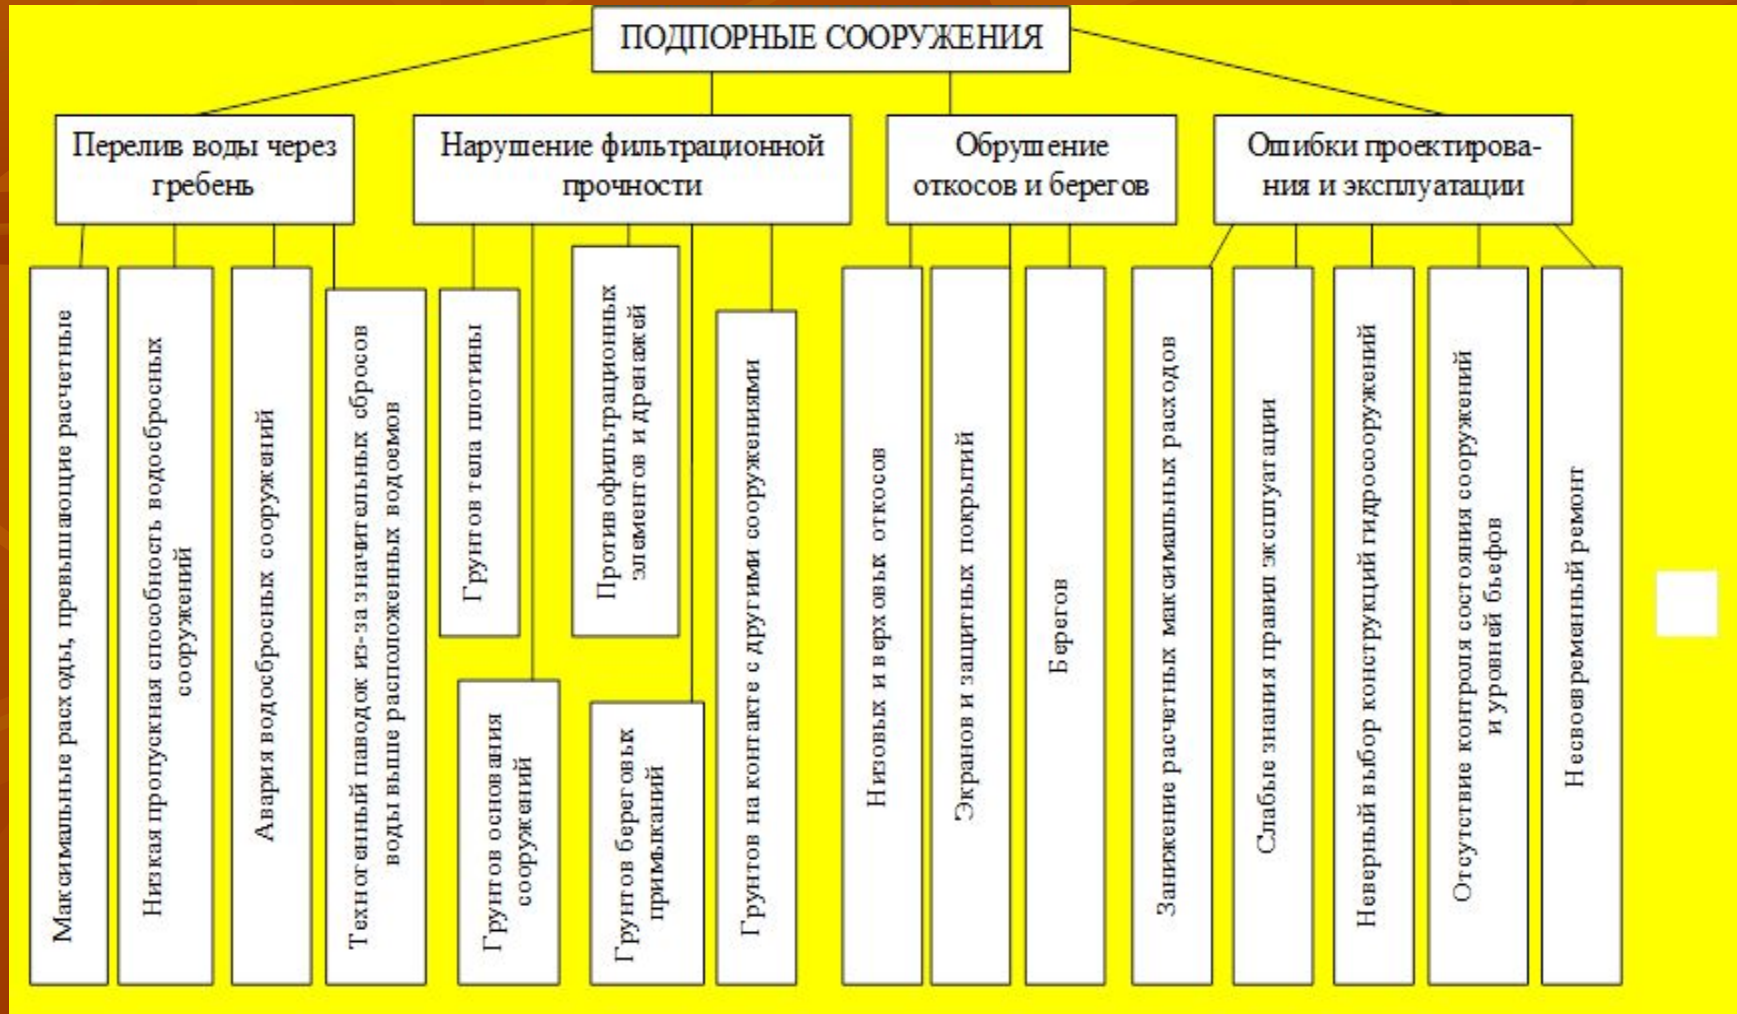 ПОДПОРНЫЕ СООРУЖЕНИЯ
Перелив воды через
гребень
Нарушение фильтрационной
прочности
Обрушение
откосов и берегов
Ошибки проектирова-
ния и эксплуатации
Максимальные расходы, превышающие расчетные
Низкая пропускная способность водосбросных
сооружений
Авария водосбросных сооружений
Техногенный паводок из-за значительных сбросов
воды выше расположенных водоемов
Грунтов тела плотины
Грунтов основания
сооружений
Противофильтрационных
элементов и дренажей
Грунтов береговых
примыканий
Грунтов на контакте с другими сооружениями
Низовых и верховых откосов
Экранов и защитных покрытий
Берегов
Занижение расчетных максимальных расходов
Слабые знания правил эксплуатации
Неверный выбор конструкций гидросооружений
Отсутствие контроля состояния сооружений
и уровней бьефов
Несвоевременный ремонт